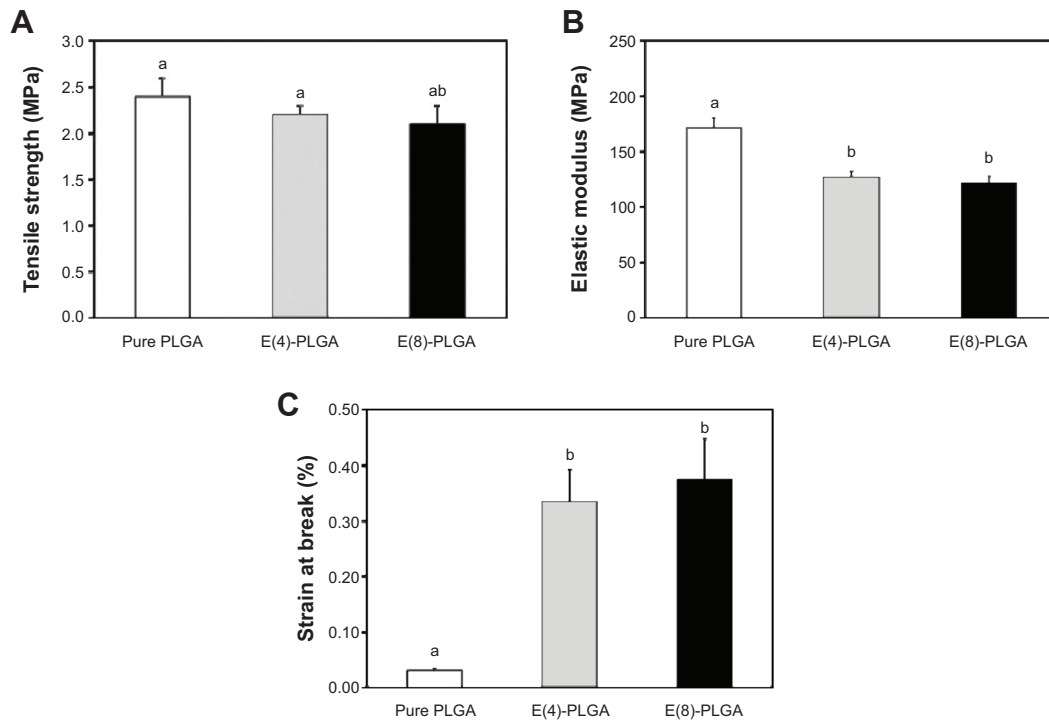 A
Tensile strength (MPa)
3.0
2.5
2.0
1.5
1.0
0.5
0.0
a
a
ab
Pure PLGA E(4)-PLGA E(8)-PLGA
B
Elastic modulus (MPa)
250
200
150
100
50
0
a
b
b
Pure PLGA E(4)-PLGA E(8)-PLGA
C
Strain at break (%)
0.50
0.40
0.30
0.20
0.10
0.00
a
b
b
Pure PLGA E(4)-PLGA E(8)-PLGA